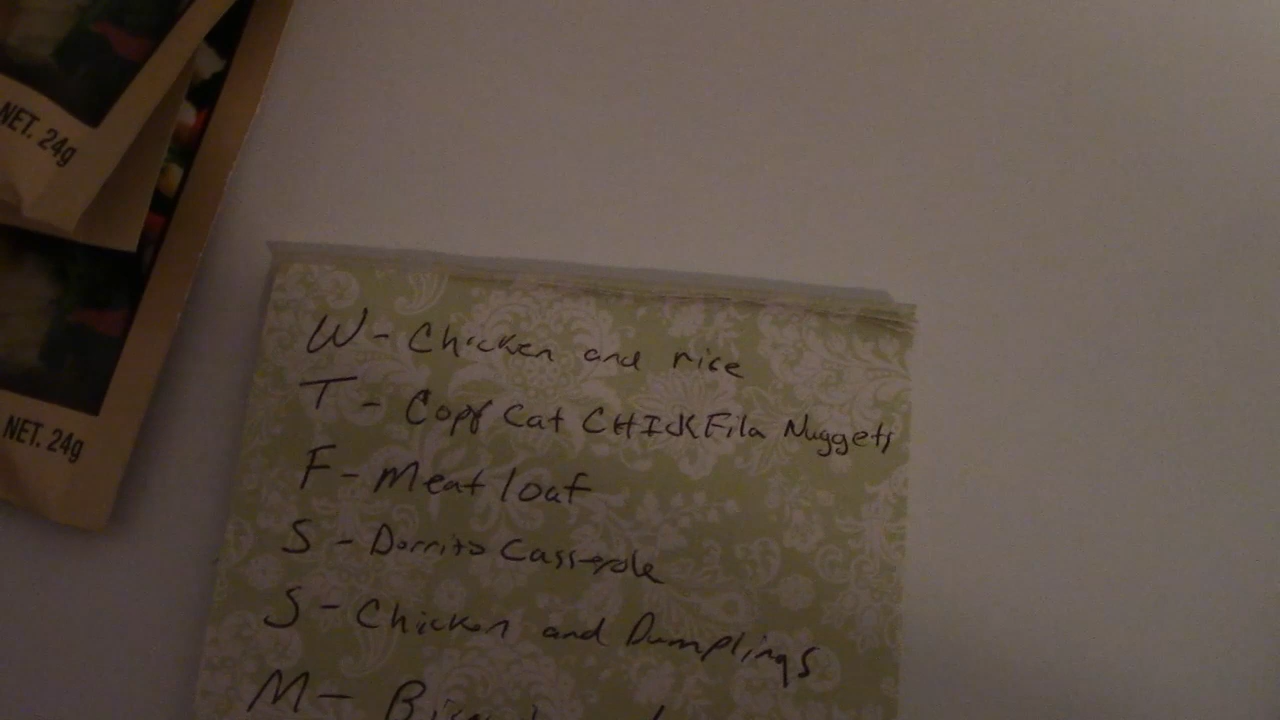 NET. 24g
NET. 24g
W- Chicken and rice
T - Copy Cat CHICKFila Nuggets
F - Meat loaf
S - Dorrito Casserole
S - Chicken and Dumplings
M -